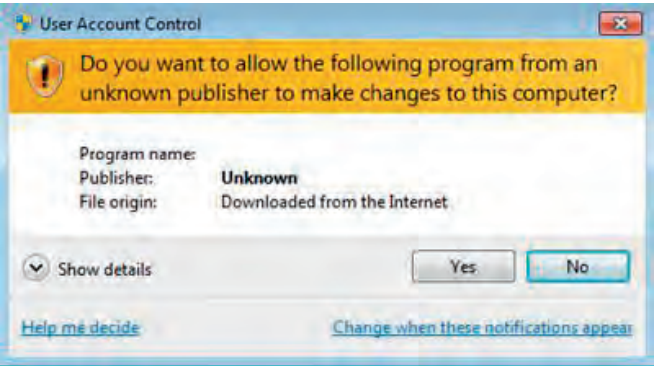 User Account Control
Do you want to allow the following program from an
unknown publisher to make changes to this computer?
Program name:
Publisher: Unknown
File origin: Downloaded from the Internet
Show details Yes No
Help me decide Change when these notifications appear